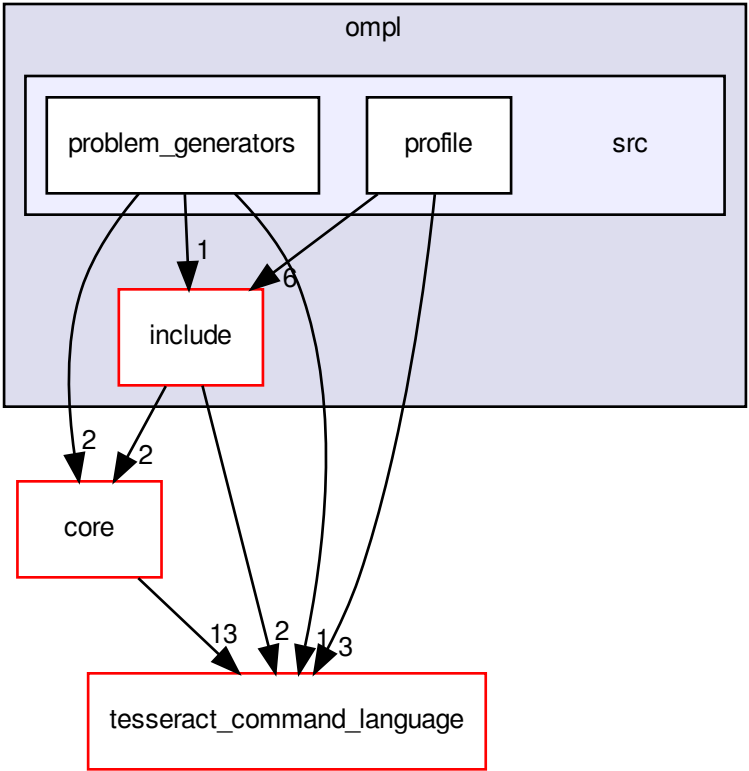 ompl
problem_generators
profile
src
1
6
include
2
2
core
13
2
1
3
tesseract_command_language